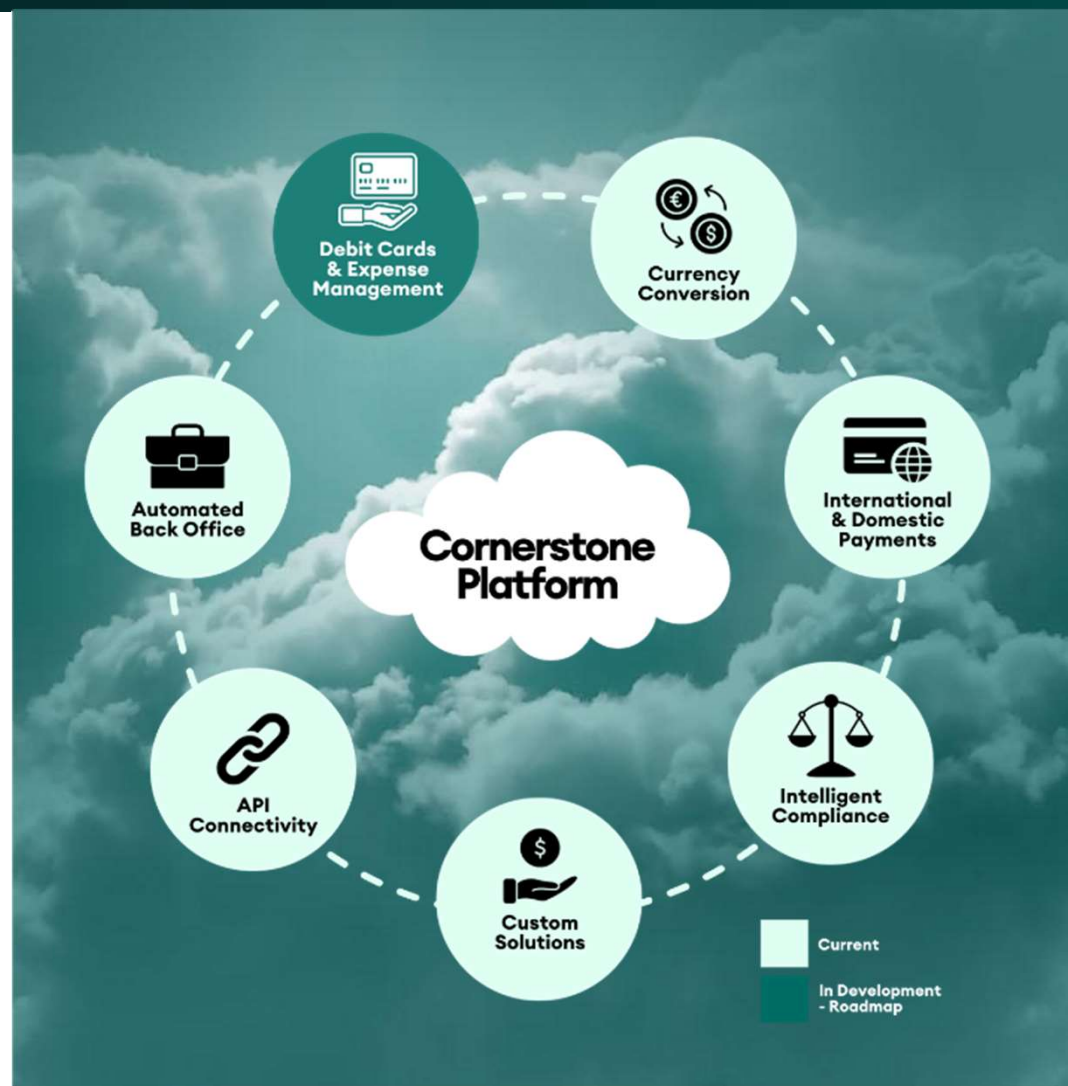 Debit Cards
& Expense
Management
Currency
Conversion
Automated
Back Office
International
& Domestic
Payments
Cornerstone
Platform
API
Connectivity
Intelligent
Compliance
Custom
Solutions
Current
In Development
- Roadmap